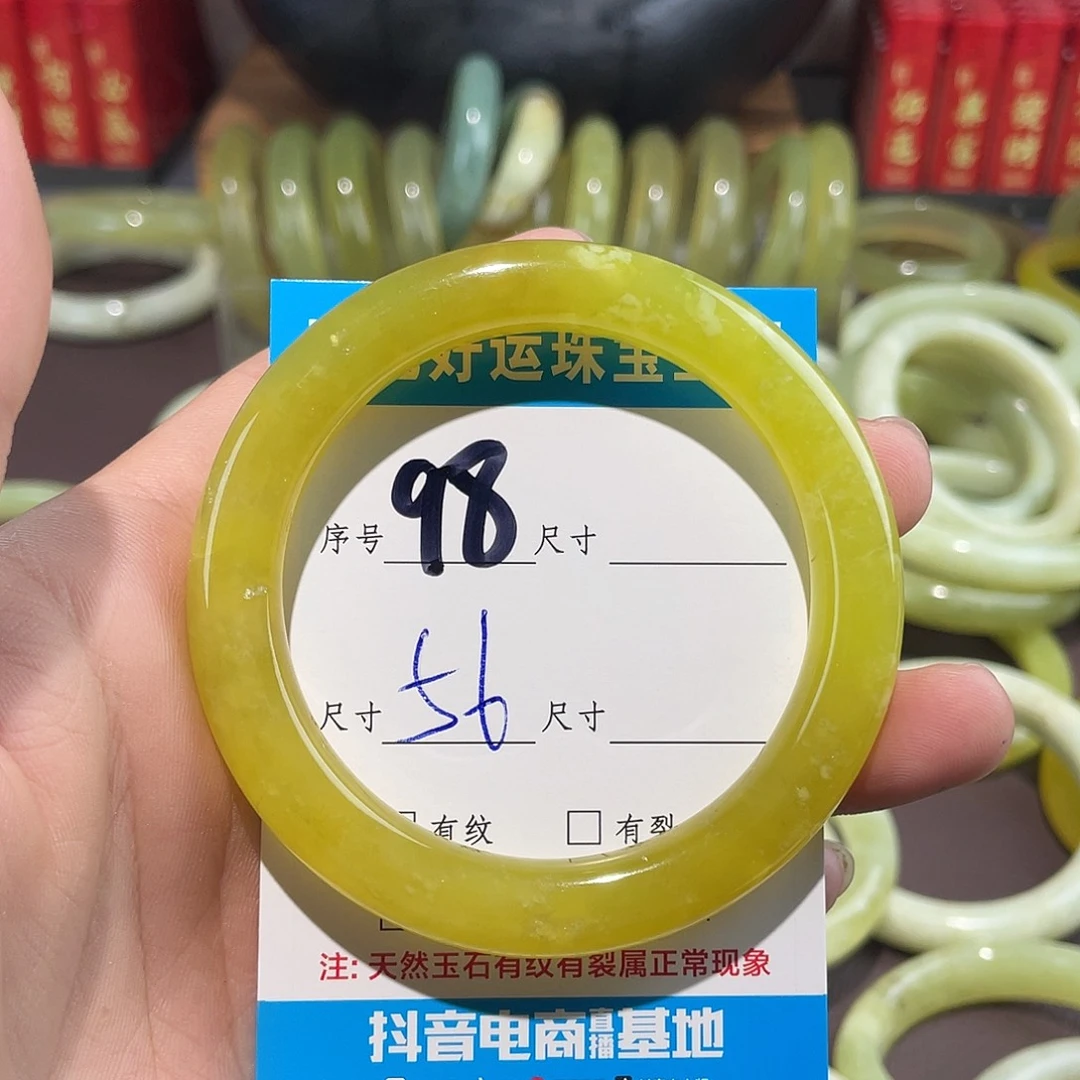 好运珠宝
序号 98 尺寸
尺寸 56 尺寸
有纹 有裂
注: 天然玉石有纹有裂属正常现象
抖音电商直播基地